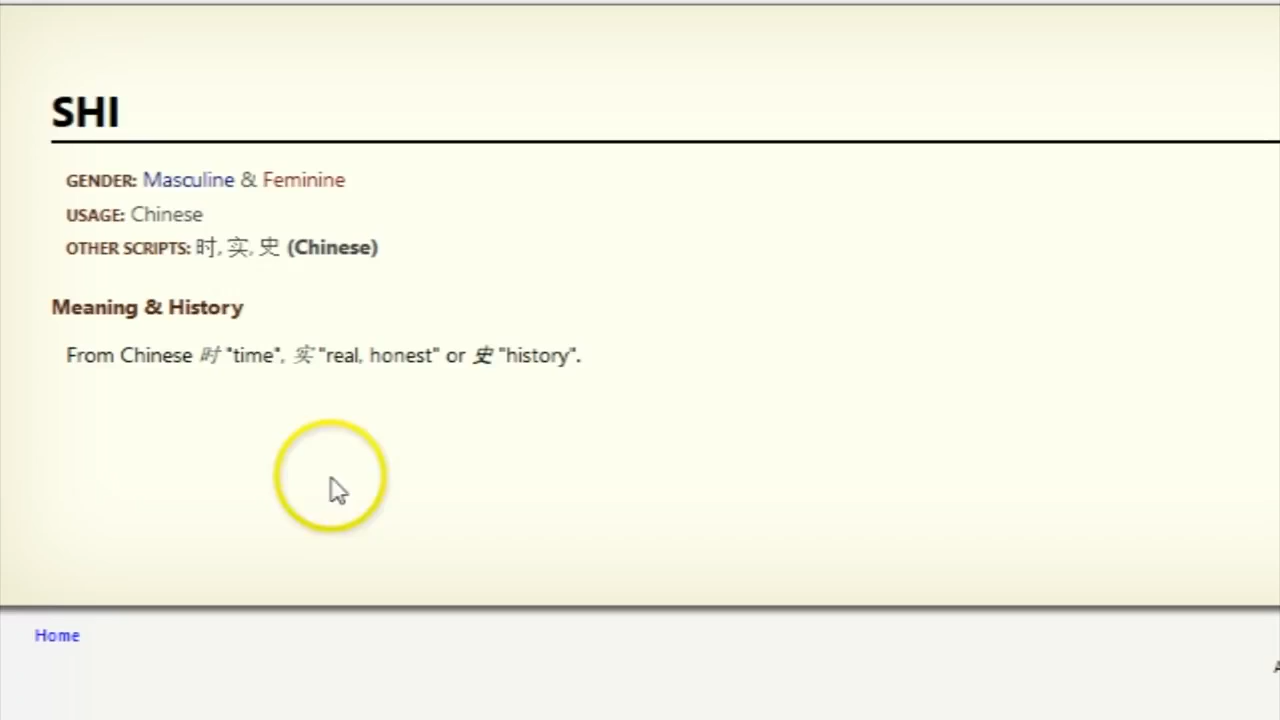 SHI
GENDER: Masculine & Feminine
USAGE: Chinese
OTHER SCRIPTS: 时, 实, 史 (Chinese)
Meaning & History
From Chinese 时 "time", 实 "real, honest" or 史 "history".
Home